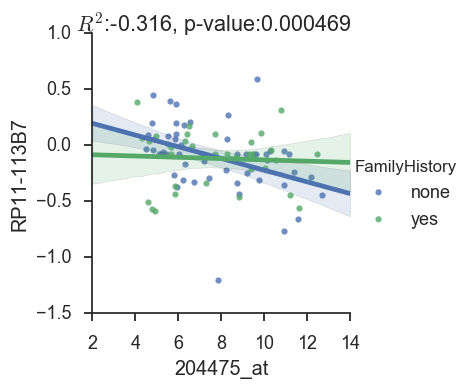 R²:-0.316, p-value:0.000469
1.0
0.5
0.0
−0.5
−1.0
−1.5
RP11-113B7
2 4 6 8 10 12 14
204475_at
FamilyHistory
none
yes